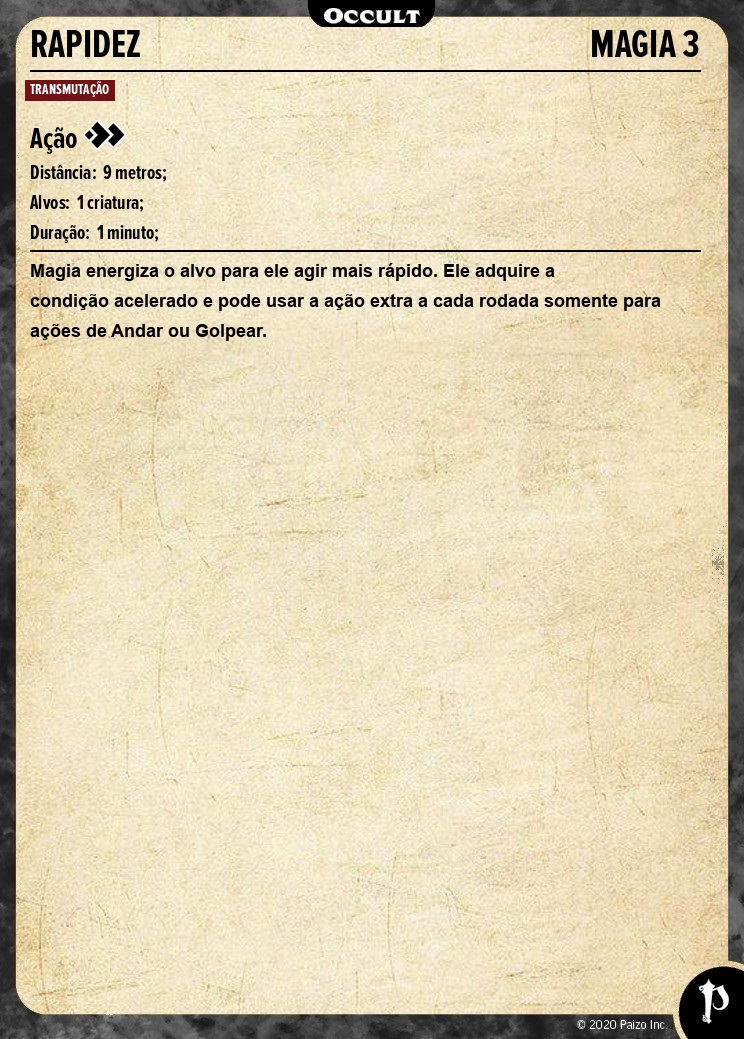 OCCULT
RAPIDEZ MAGIA 3
TRANSMUTAÇÃO
Ação
Distância: 9 metros;
Alvos: 1 criatura;
Duração: 1 minuto;
Magia energiza o alvo para ele agir mais rápido. Ele adquire a
condição acelerado e pode usar a ação extra a cada rodada somente para
ações de Andar ou Golpear.
© 2020 Paizo Inc.
p